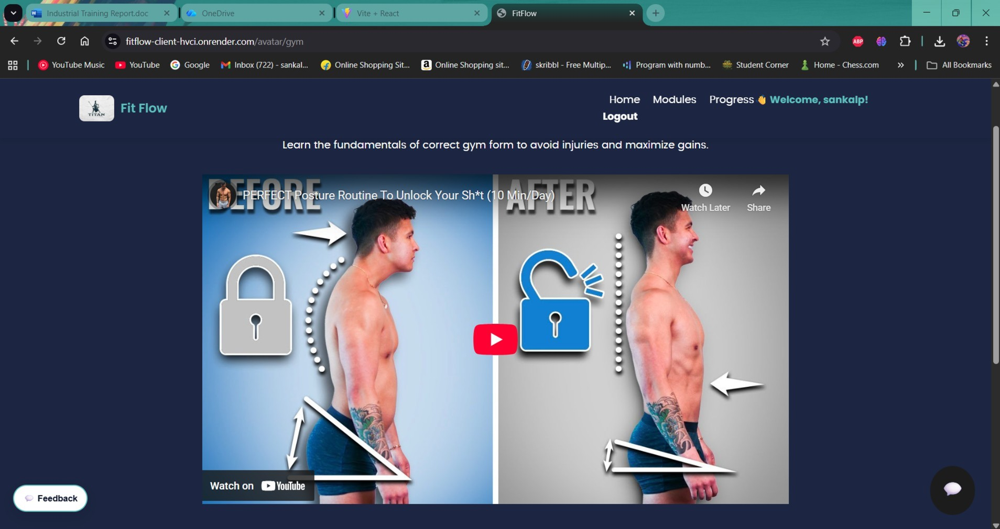 Industrial Training Report.doc
OneDrive
Vite + React
FitFlow
fitflow-client-hvci.onrender.com/avatar/gym
ABP
YouTube Music
YouTube
Google
Inbox (722) - sankal...
Online Shopping Sit...
Online Shopping sit...
skribbl - Free Multip...
Program with numb...
Student Corner
Home - Chess.com
All Bookmarks
TITAN
Fit Flow
Home
Modules
Progress 👋 Welcome, sankalp!
Logout
Learn the fundamentals of correct gym form to avoid injuries and maximize gains.
BEFORE
AFTER
PERFECT Posture Routine To Unlock Your Sh*t (10 Min/Day)
Watch Later
Share
Watch on YouTube
💬 Feedback